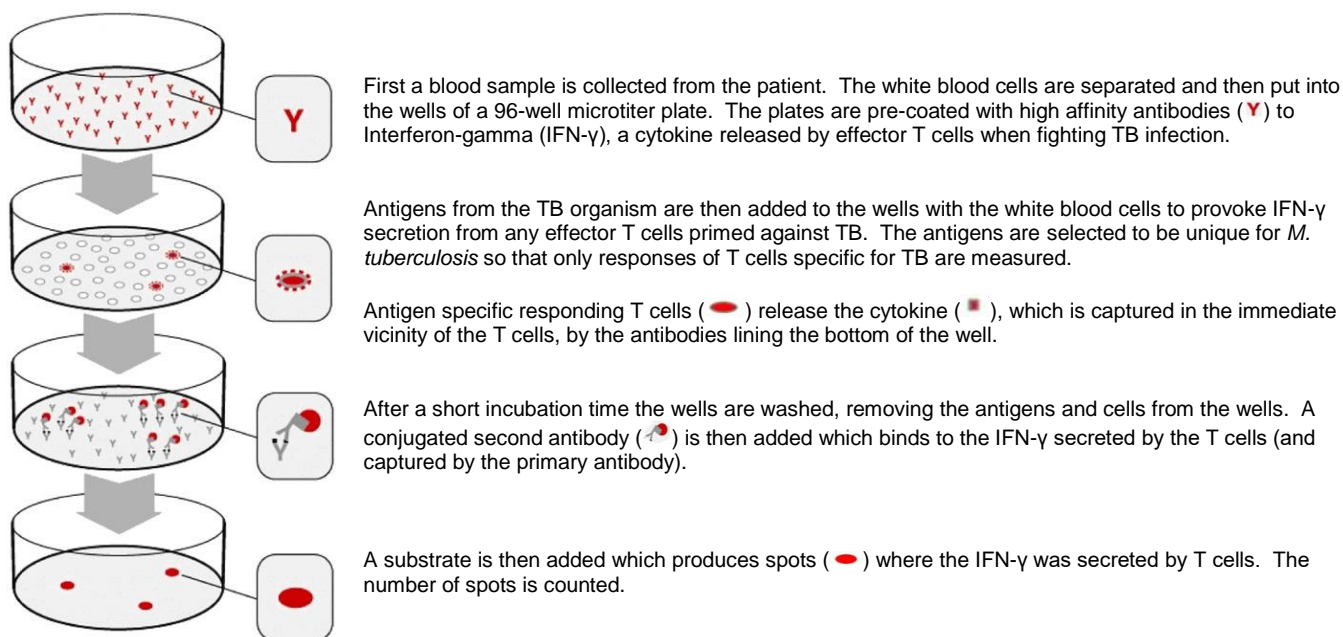 First a blood sample is collected from the patient. The white blood cells are separated and then put into
the wells of a 96-well microtiter plate. The plates are pre-coated with high affinity antibodies (Y) to
Interferon-gamma (IFN-γ), a cytokine released by effector T cells when fighting TB infection.
Antigens from the TB organism are then added to the wells with the white blood cells to provoke IFN-γ
secretion from any effector T cells primed against TB. The antigens are selected to be unique for M.
tuberculosis so that only responses of T cells specific for TB are measured.
Antigen specific responding T cells ( ) release the cytokine ( ), which is captured in the immediate
vicinity of the T cells, by the antibodies lining the bottom of the well.
After a short incubation time the wells are washed, removing the antigens and cells from the wells. A
conjugated second antibody ( ) is then added which binds to the IFN-γ secreted by the T cells (and
captured by the primary antibody).
A substrate is then added which produces spots ( ) where the IFN-γ was secreted by T cells. The
number of spots is counted.